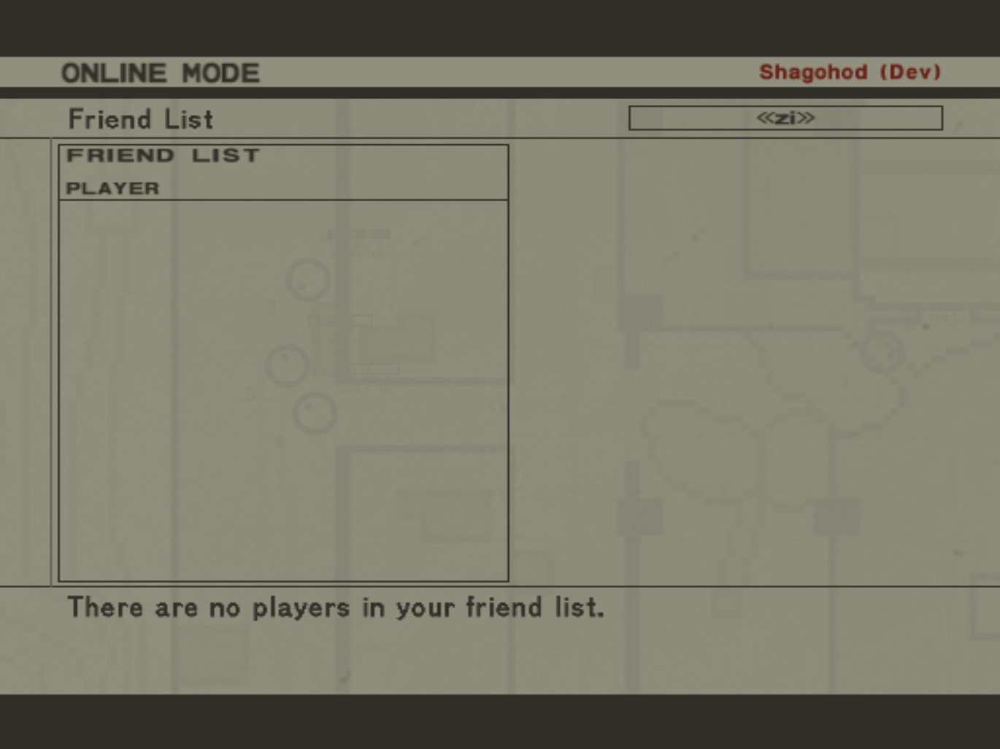 ONLINE MODE
Shagohod (Dev)
Friend List
≪zi≫
FRIEND LIST
PLAYER
There are no players in your friend list.